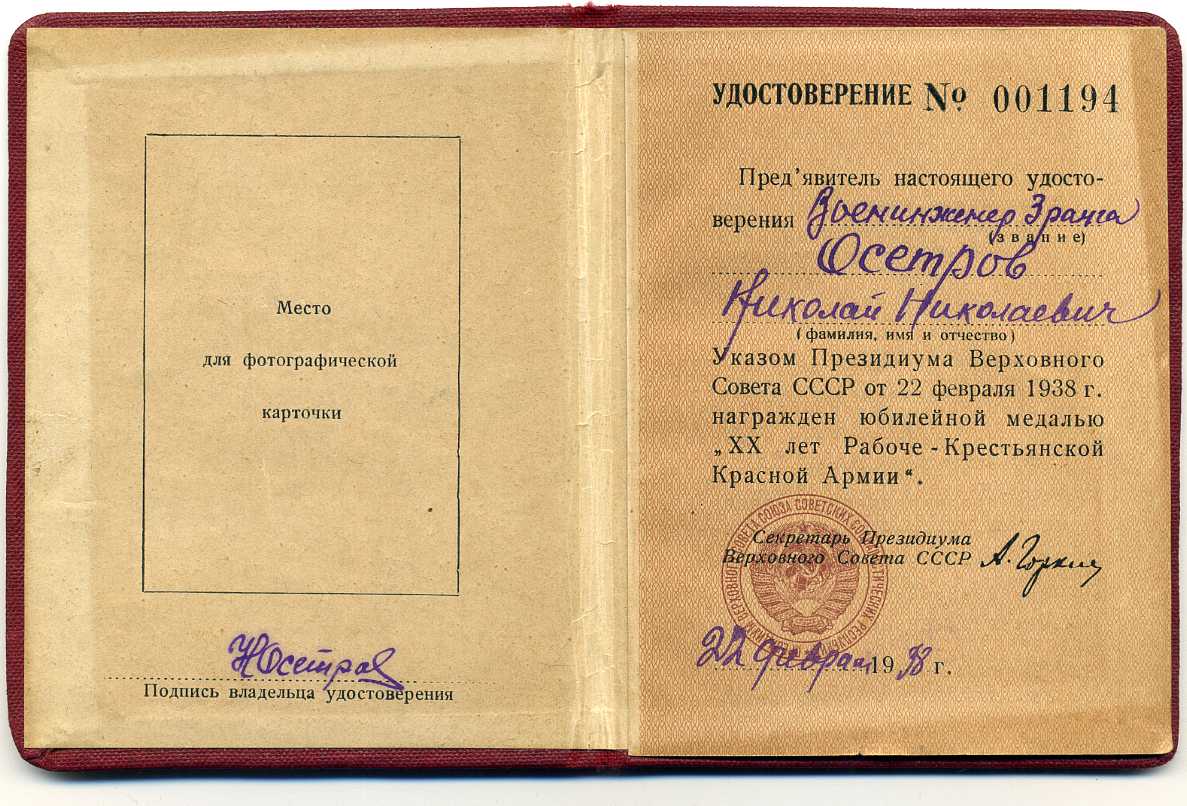 Место
для фотографической
карточки
НОсетров
Подпись владельца удостоверения
УДОСТОВЕРЕНИЕ № 001194
Пред'явитель настоящего удосто-
верения Военинженер 3 ранга
(звание)
Осетров
Николай Николаевич
(фамилия, имя и отчество)
Указом Президиума Верховного
Совета СССР от 22 февраля 1938 г.
награжден юбилейной медалью
„XX лет Рабоче-Крестьянской
Красной Армии“.
Секретарь Президиума
Верховного Совета СССР А. Горкин
22 февраля 1938 г.